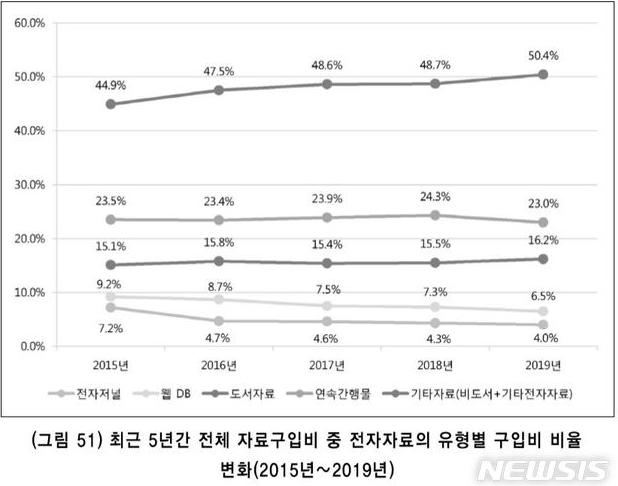 60.0%
50.0%
40.0%
30.0%
20.0%
10.0%
0.0%
44.9% 47.5% 48.6% 48.7% 50.4%
23.5% 23.4% 23.9% 24.3% 23.0%
15.1% 15.8% 15.4% 15.5% 16.2%
9.2% 8.7% 7.5% 7.3% 6.5%
7.2% 4.7% 4.6% 4.3% 4.0%
2015년 2016년 2017년 2018년 2019년
전자저널 웹 DB 도서자료 연속간행물 기타자료(비도서+기타전자자료)
(그림 51) 최근 5년간 전체 자료구입비 중 전자자료의 유형별 구입비 비율
변화(2015년~2019년)
NEWSIS